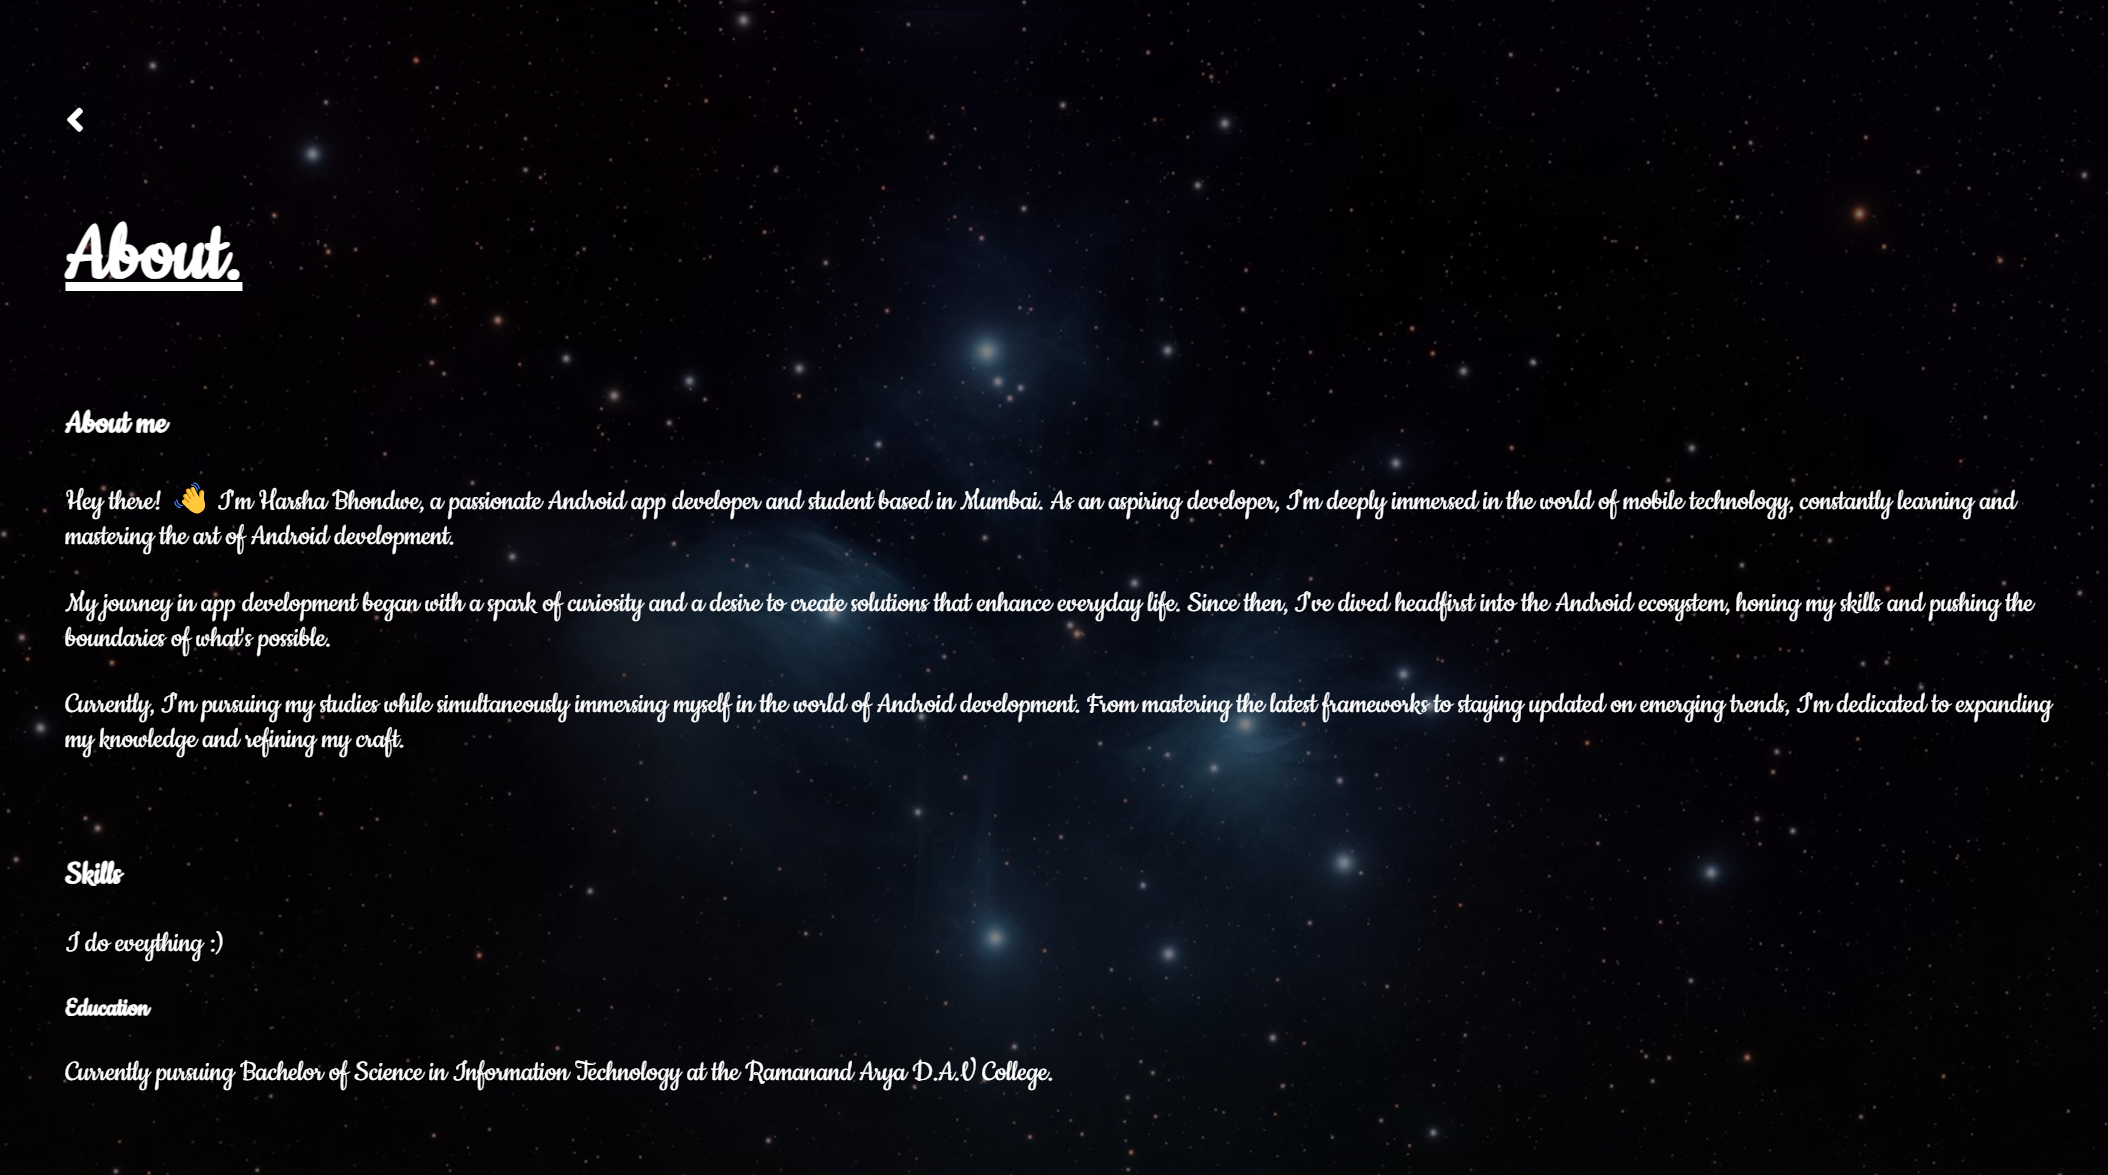 About.
About me
Hey there! 👋 I'm Harsha Bhondwe, a passionate Android app developer and student based in Mumbai. As an aspiring developer, I'm deeply immersed in the world of mobile technology, constantly learning and
mastering the art of Android development.
My journey in app development began with a spark of curiosity and a desire to create solutions that enhance everyday life. Since then, I've dived headfirst into the Android ecosystem, honing my skills and pushing the
boundaries of what's possible.
Currently, I'm pursuing my studies while simultaneously immersing myself in the world of Android development. From mastering the latest frameworks to staying updated on emerging trends, I'm dedicated to expanding
my knowledge and refining my craft.
Skills
I do eveything :)
Education
Currently pursuing Bachelor of Science in Information Technology at the Ramanand Arya D.A.V College.